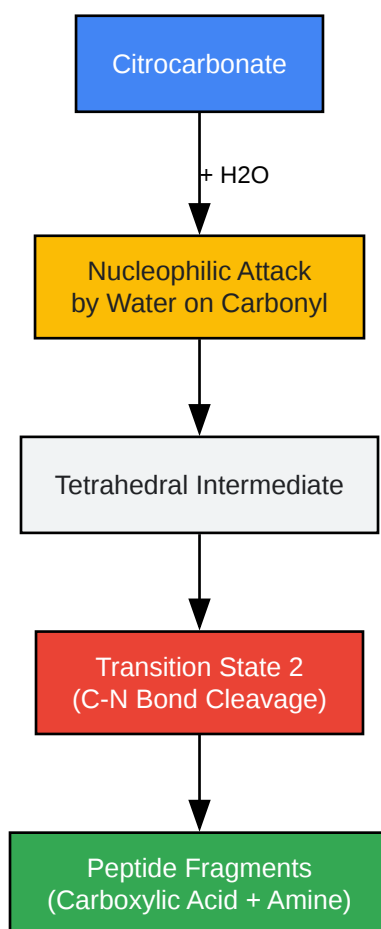 Citrocarbonate
+ H2O
Nucleophilic Attack
by Water on Carbonyl
Tetrahedral Intermediate
Transition State 2
(C-N Bond Cleavage)
Peptide Fragments
(Carboxylic Acid + Amine)